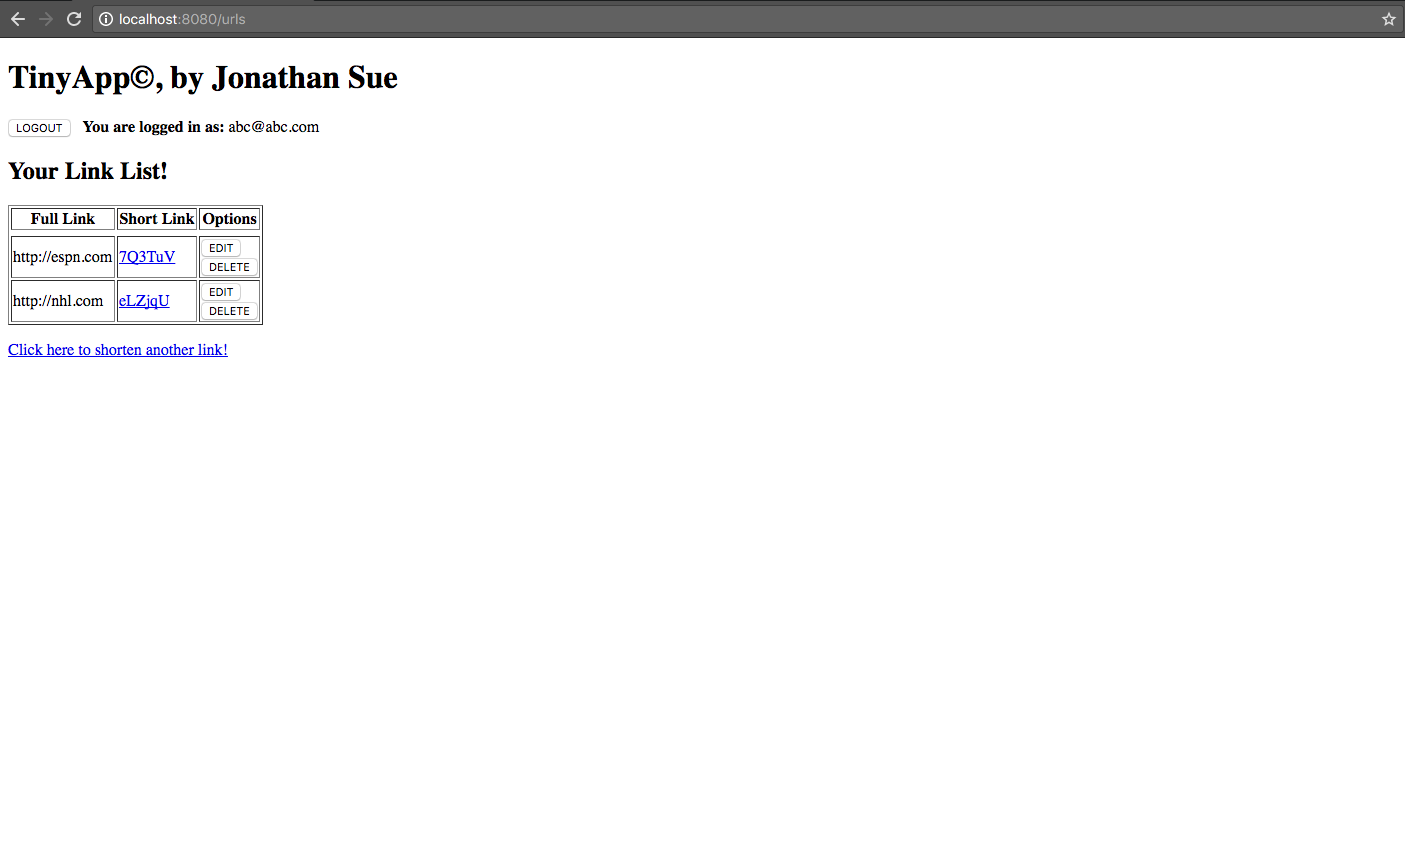 localhost:8080/urls
TinyApp©, by Jonathan Sue
LOGOUT You are logged in as: abc@abc.com
Your Link List!
Full Link Short Link Options
http://espn.com 7Q3TuV EDIT
DELETE
http://nhl.com eLZjqU EDIT
DELETE
Click here to shorten another link!